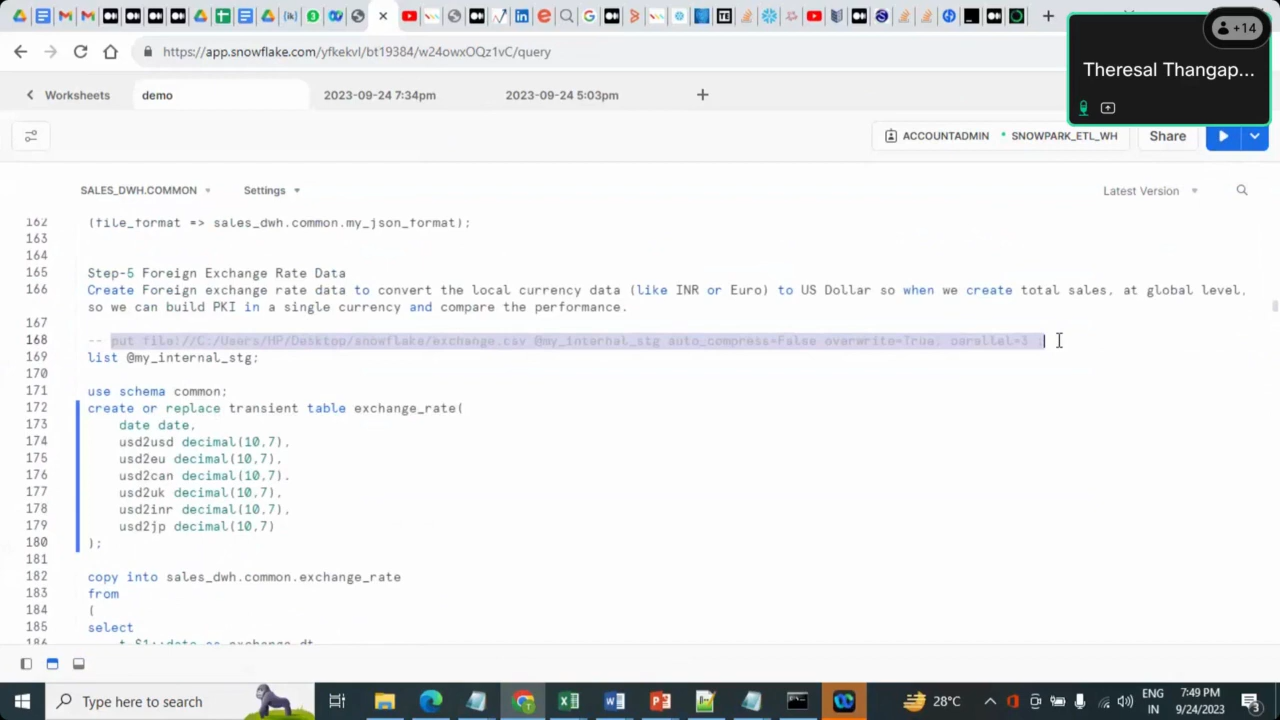 +14
Theresal Thangap...
https://app.snowflake.com/yfkekvl/bt19384/w24owxOQz1vC/query
Worksheets
demo
2023-09-24 7:34pm
2023-09-24 5:03pm
ACCOUNTADMIN
SNOWPARK_ETL_WH
Share
SALES_DWH.COMMON
Settings
Latest Version
162 (file_format => sales_dwh.common.my_json_format);
163
164
165 Step-5 Foreign Exchange Rate Data
166 Create Foreign exchange rate data to convert the local currency data (like INR or Euro) to US Dollar so when we create total sales, at global level,
so we can build PKI in a single currency and compare the performance.
167
168 -- put file://C:/Users/HP/Desktop/snowflake/exchange.csv @my_internal_stg auto_compress=False overwrite=True, parallel=3 ;
169 list @my_internal_stg;
170
171 use schema common;
172 create or replace transient table exchange_rate(
173 date date,
174 usd2usd decimal(10,7),
175 usd2eu decimal(10,7),
176 usd2can decimal(10,7),
177 usd2uk decimal(10,7),
178 usd2inr decimal(10,7),
179 usd2jp decimal(10,7)
180 );
181
182 copy into sales_dwh.common.exchange_rate
183 from
184 (
185 select
186 t.$1::date as exchange_dt,
Type here to search
28°C
ENG
IN
7:49 PM
9/24/2023
3